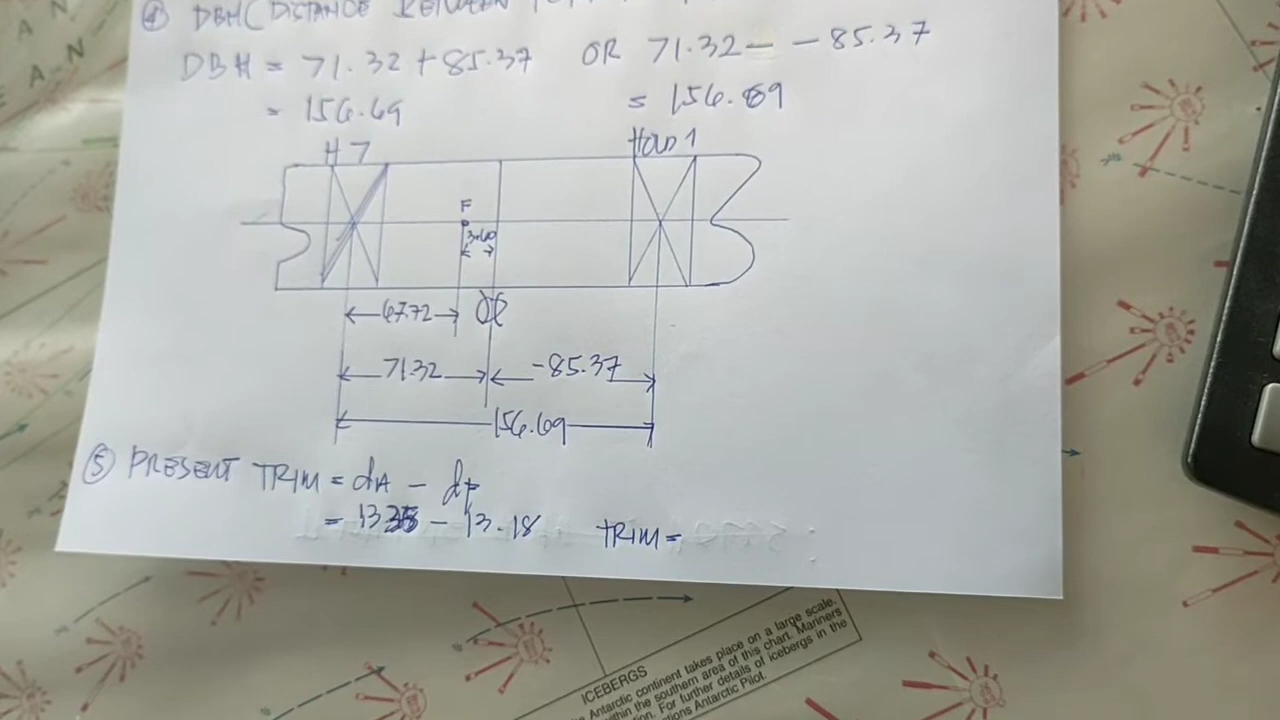 ④ DBH (DISTANCE BETWEEN
DBH = 71.32 + 85.37 OR 71.32 - - 85.37
= 156.69 = 156.69
H 7 HOLD 1
F
3.60
67.72
71.32 -85.37
156.69
⑤ PRESENT TRIM = dA - dF
= 13.35 - 13.18 TRIM =
ICEBERGS
Antarctic continent takes place on a large scale.
within the southern area of this chart. Mariners
For further details of icebergs in the
Antarctic Pilot.